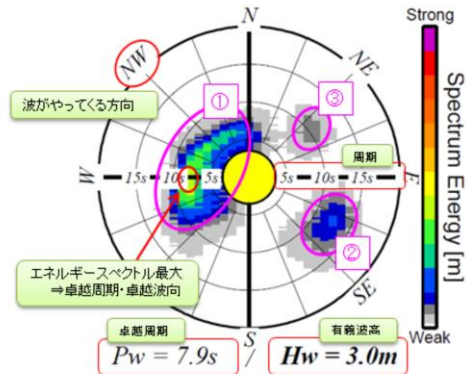 Strong
N
NW
NE
①
③
波がやってくる方向
周期
W
15s
10s
5s
5s
10s
15s
E
Spectrum Energy [m]
②
エネルギースペクトル最大
⇒卓越周期・卓越波向
SE
S
Weak
卓越周期
有義波高
Pw = 7.9s / Hw = 3.0m